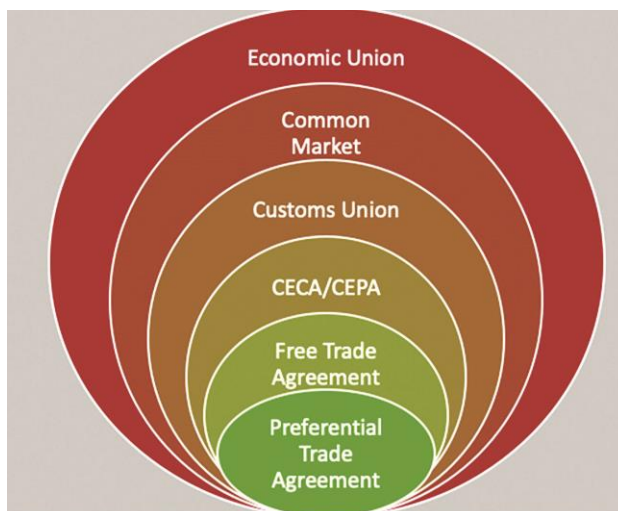 Economic Union
Common
Market
Customs Union
CECA/CEPA
Free Trade
Agreement
Preferential
Trade
Agreement